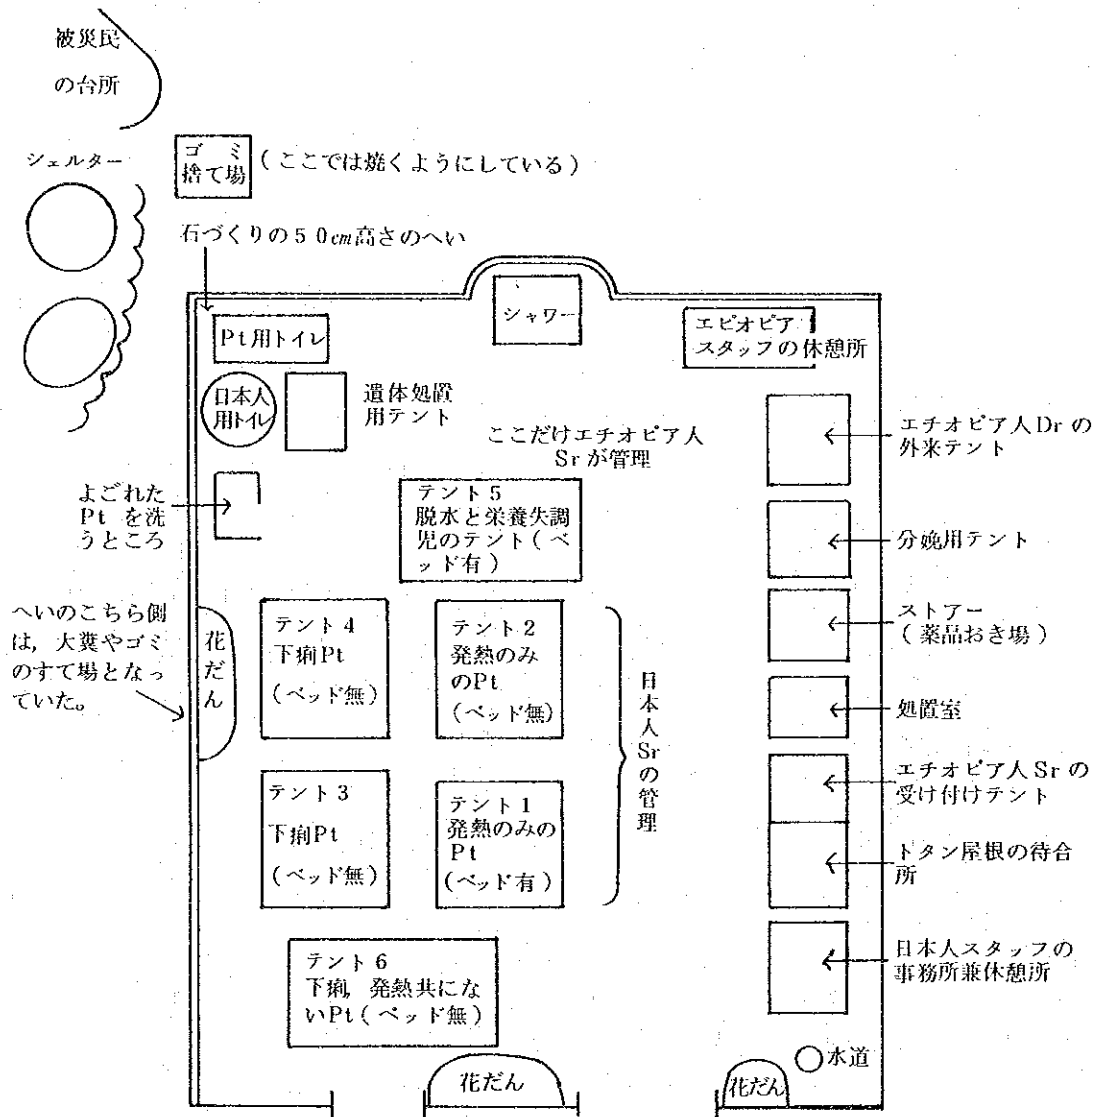 被災民
の台所
シェルター
ゴミ
捨て場
(ここでは焼くようにしている)
石づくりの50cm高さのへい
シャワー
Pt用トイレ
エピオピア
スタッフの休憩所
日本人
用トイレ
遺体処置
用テント
ここだけエチオピア人
Srが管理
エチオピア人Drの
外来テント
よごれた
Ptを洗
うところ
テント5
脱水と栄養失調
児のテント(ベ
ッド有)
分娩用テント
へいのこちら側
は,大糞やゴミ
のすて場となっ
ていた。
花だん
テント4
下痢Pt
(ベッド無)
テント2
発熱のみ
のPt
(ベッド無)
ストアー
(薬品おき場)
処置室
日本人Srの管理
テント3
下痢Pt
(ベッド無)
テント1
発熱のみの
Pt
(ベッド有)
エチオピア人Srの
受け付けテント
トタン屋根の待合
所
テント6
下痢,発熱共にな
いPt(ベッド無)
日本人スタッフの
事務所兼休憩所
水道
花だん
花だん